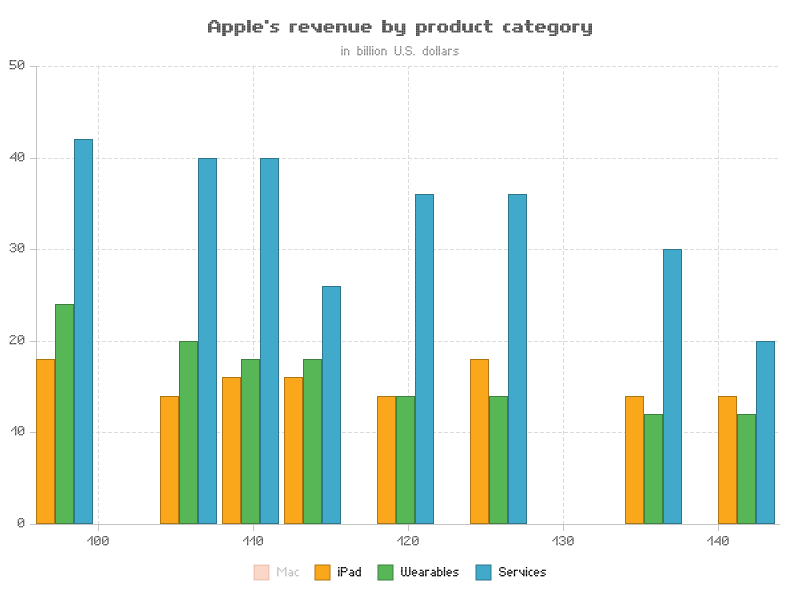 Apple's revenue by product category
in billion U.S. dollars
50
40
30
20
10
0
100 110 120 130 140
Mac iPad Wearables Services